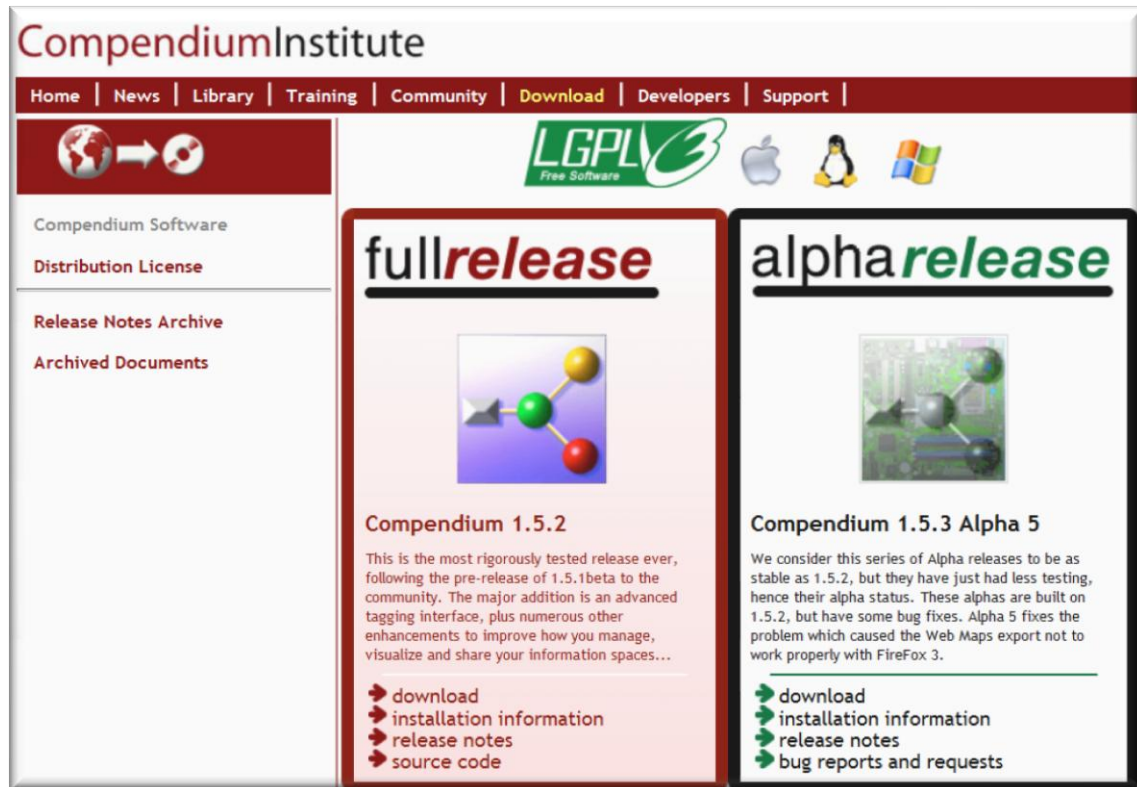 CompendiumInstitute
Home | News | Library | Training | Community | Download | Developers | Support |
LGPLv3
Free Software
Compendium Software
Distribution License
Release Notes Archive
Archived Documents
fullrelease
Compendium 1.5.2
This is the most rigorously tested release ever,
following the pre-release of 1.5.1beta to the
community. The major addition is an advanced
tagging interface, plus numerous other
enhancements to improve how you manage,
visualize and share your information spaces...
download
installation information
release notes
source code
alpharelease
Compendium 1.5.3 Alpha 5
We consider this series of Alpha releases to be as
stable as 1.5.2, but they have just had less testing,
hence their alpha status. These alphas are built on
1.5.2, but have some bug fixes. Alpha 5 fixes the
problem which caused the Web Maps export not to
work properly with FireFox 3.
download
installation information
release notes
bug reports and requests